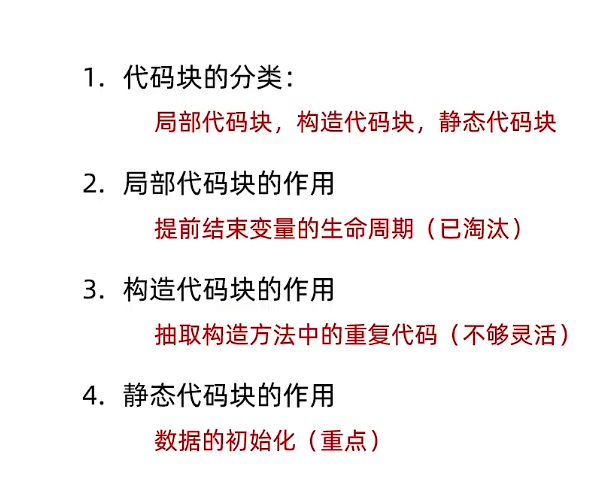 1. 代码块的分类：
局部代码块，构造代码块，静态代码块
2. 局部代码块的作用
提前结束变量的生命周期（已淘汰）
3. 构造代码块的作用
抽取构造方法中的重复代码（不够灵活）
4. 静态代码块的作用
数据的初始化（重点）